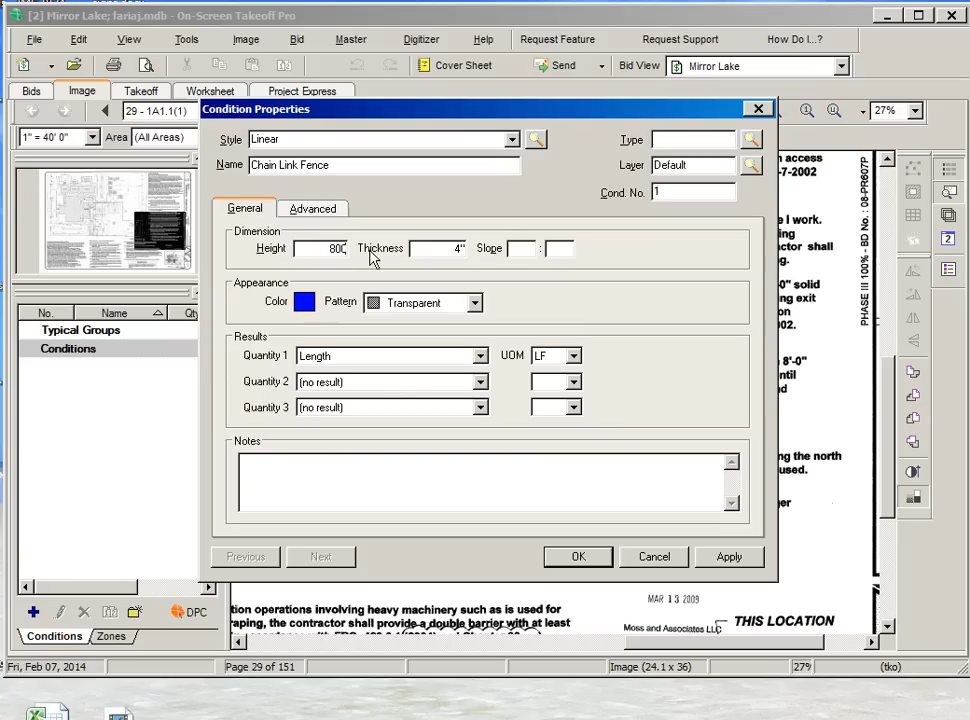 [2] Mirror Lake; fariaj.mdb - On-Screen Takeoff Pro
File Edit View Tools Image Bid Master Digitizer Help Request Feature Request Support How Do I...?
Cover Sheet Send Bid View Mirror Lake
Bids Image Takeoff Worksheet Project Express
29 - 1A1.1(1) 27%
1" = 40' 0" Area (All Areas)
Condition Properties
Style Linear Type
Name Chain Link Fence Layer Default
Cond. No. 1
General Advanced
Dimension
Height 800 Thickness 4" Slope :
Appearance
Color Pattern Transparent
Results
Quantity 1 Length UOM LF
Quantity 2 (no result)
Quantity 3 (no result)
Notes
Previous Next OK Cancel Apply
No. Name Qty
Typical Groups
Conditions
DPC
Conditions Zones
n access
-7-2002
e I work.
ing
ctor shall
g.
-0" solid
ing exit
on
002.
n 8'-0"
until
d
ng the north
used.
ger
PHASE III 100% - BD No. : 08-PR607P
MAR 13 2009
tion operations involving heavy machinery such as is used for
raping, the contractor shall provide a double barrier with at least
Moss and Associates LLC THIS LOCATION
Fri, Feb 07, 2014 Page 29 of 151 Image (24.1 x 36) 27% (tko)
2